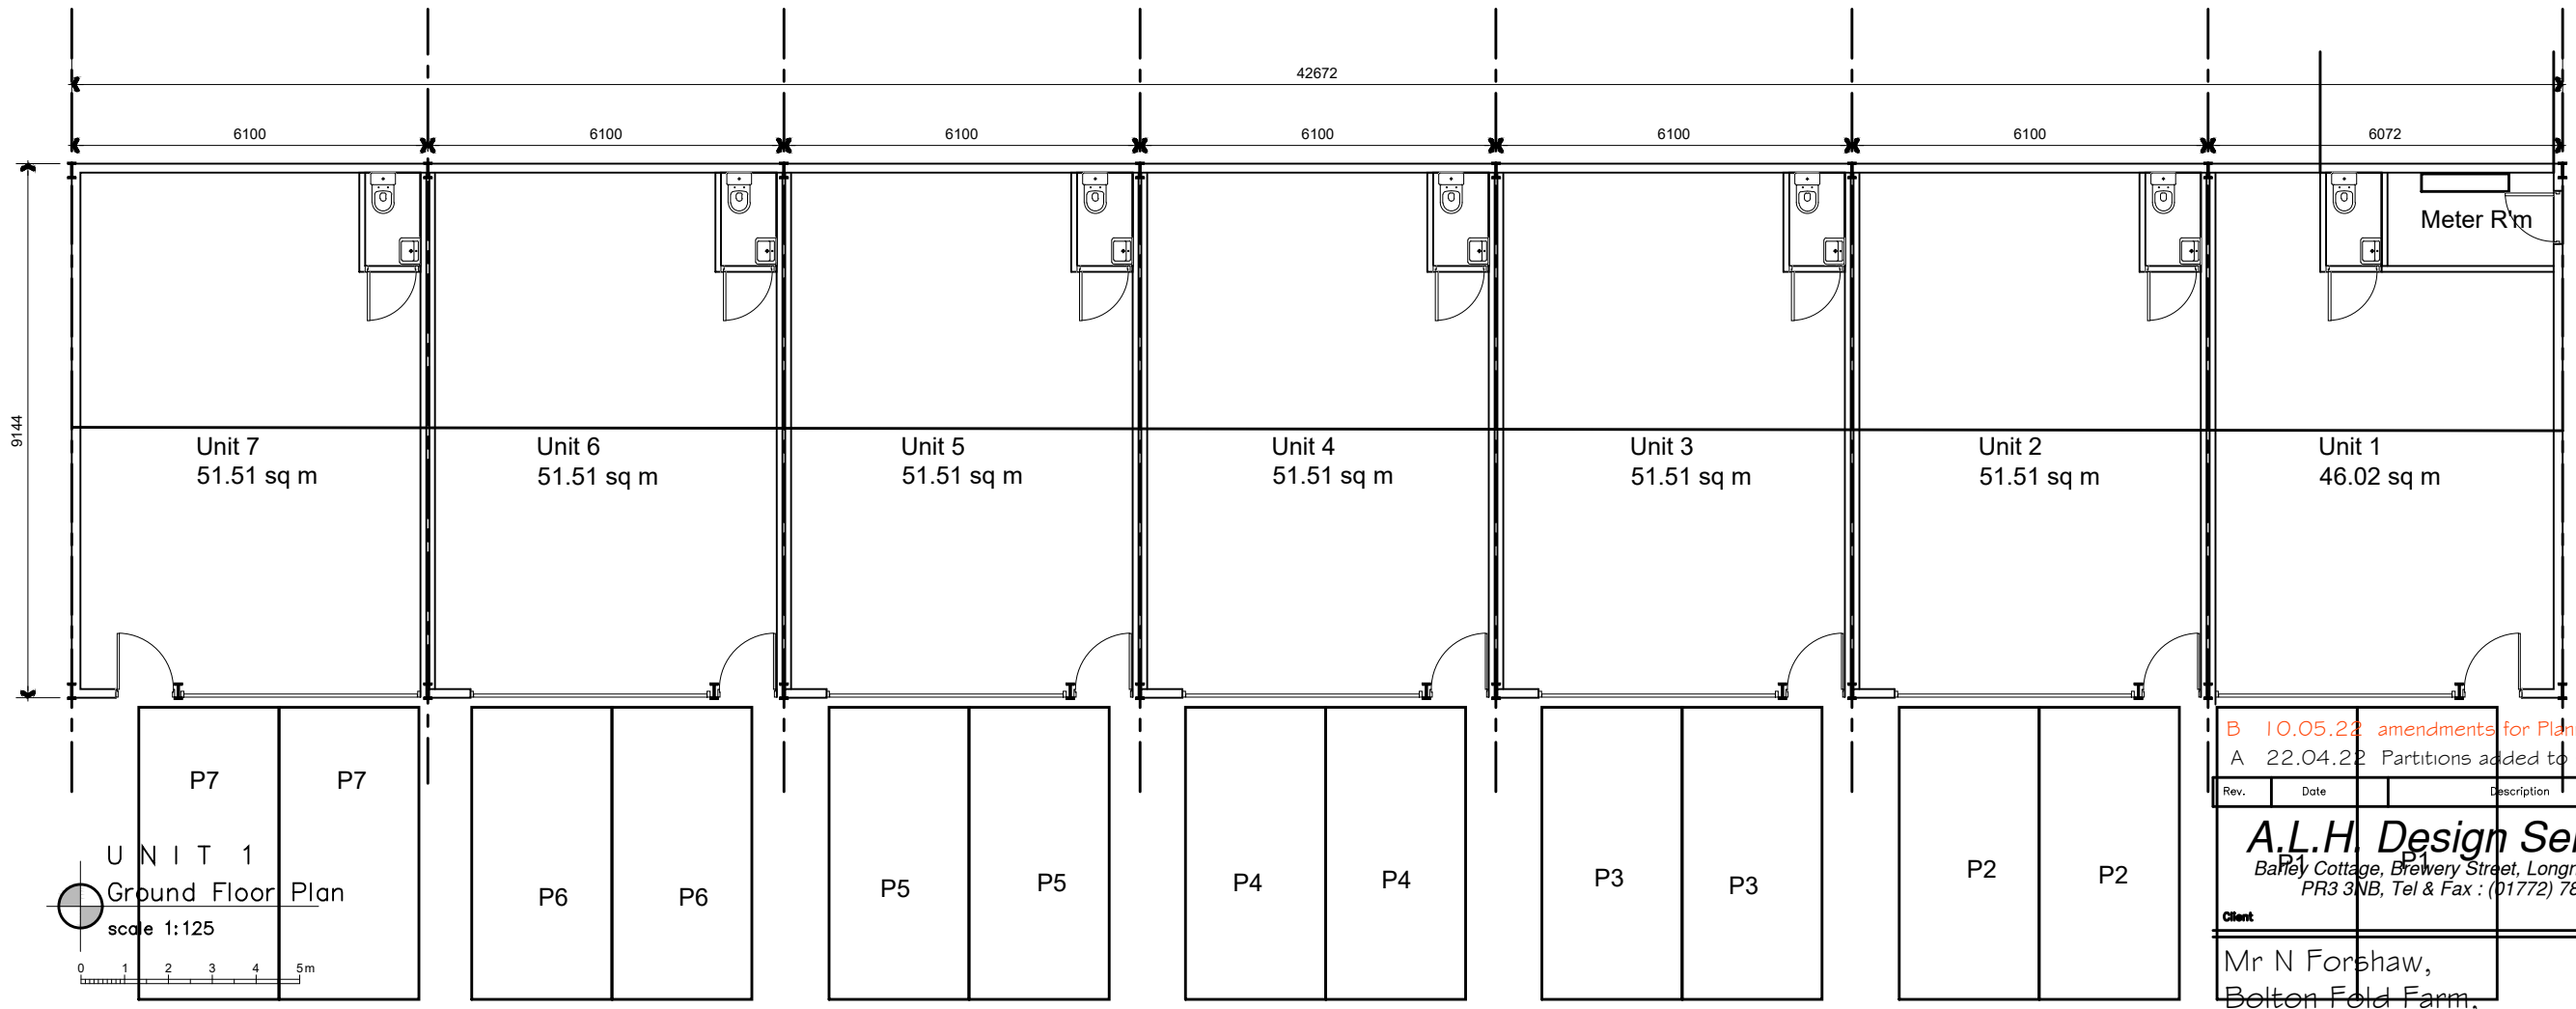 42672
6100 6100 6100 6100 6100 6100 6072
9144
Meter R'm
Unit 7
51.51 sq m
Unit 6
51.51 sq m
Unit 5
51.51 sq m
Unit 4
51.51 sq m
Unit 3
51.51 sq m
Unit 2
51.51 sq m
Unit 1
46.02 sq m
P7 P7
P6 P6
P5 P5
P4 P4
P3 P3
P2 P2
P1 P1
UNIT 1
Ground Floor Plan
scale 1:125
0 1 2 3 4 5m
B 10.05.22 amendments for Plan
A 22.04.22 Partitions added to
Rev. Date Description
A.L.H. Design Ser
Barley Cottage, Brewery Street, Longr
PR3 3NB, Tel & Fax : (01772) 78
Client
Mr N Forshaw,
Bolton Fold Farm,